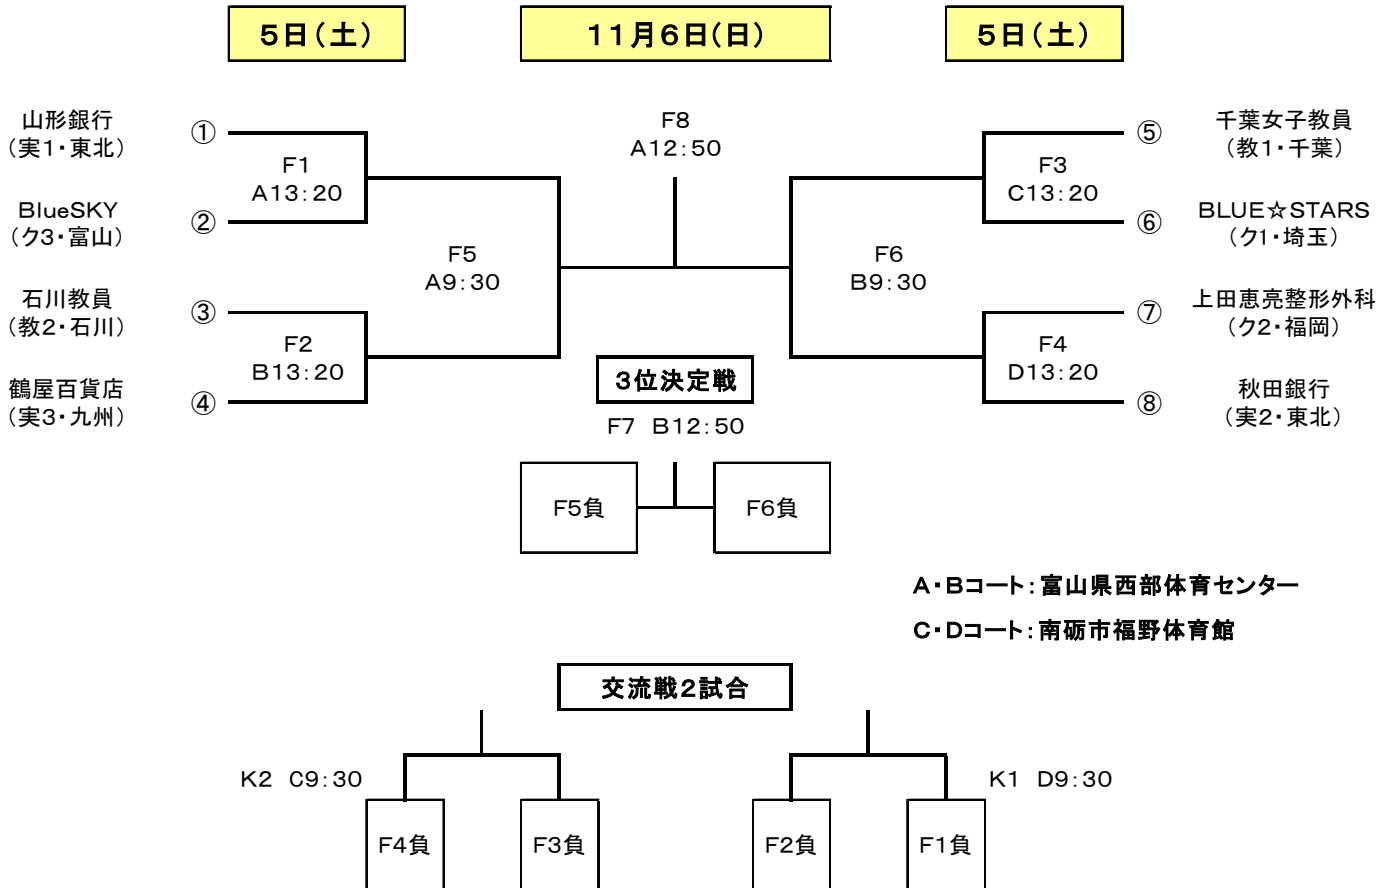 5日(土)
11月6日(日)
5日(土)
山形銀行
(実1・東北)
①
F1
A13:20
BlueSKY
(ク3・富山)
②
石川教員
(教2・石川)
③
F2
B13:20
鶴屋百貨店
(実3・九州)
④
F5
A9:30
F8
A12:50
F6
B9:30
千葉女子教員
(教1・千葉)
⑤
F3
C13:20
BLUE☆STARS
(ク1・埼玉)
⑥
上田恵亮整形外科
(ク2・福岡)
⑦
F4
D13:20
秋田銀行
(実2・東北)
⑧
3位決定戦
F7 B12:50
F5負
F6負
A・Bコート:富山県西部体育センター
C・Dコート:南砺市福野体育館
交流戦2試合
K2 C9:30
K1 D9:30
F4負
F3負
F2負
F1負